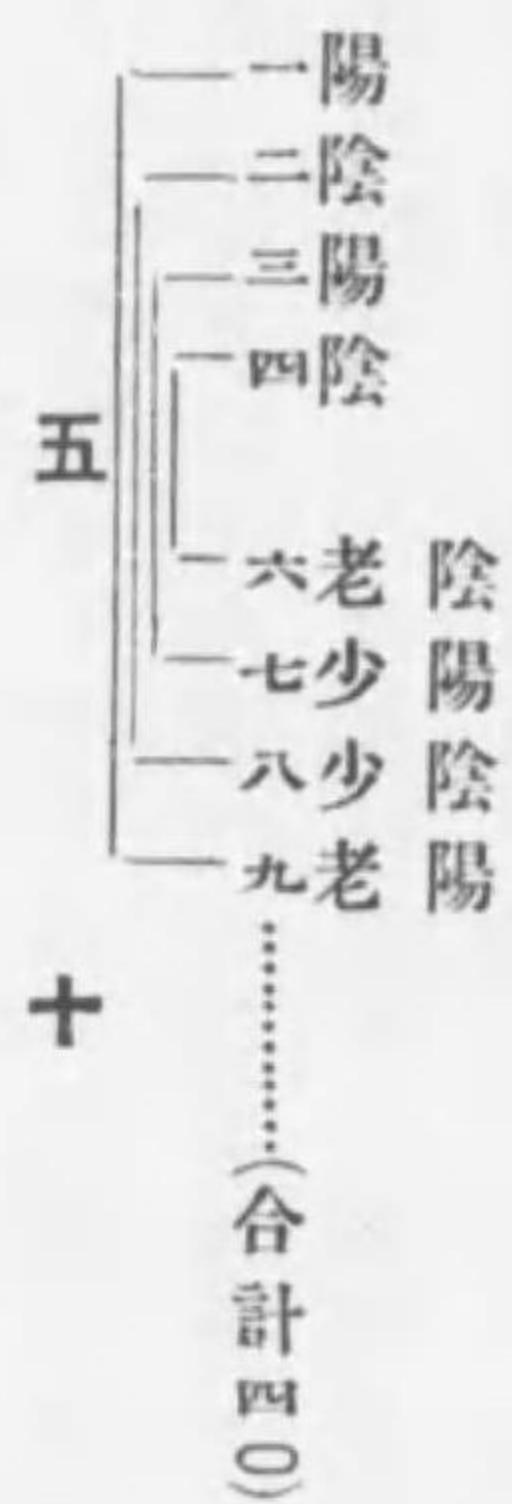 一陽
二陰
三陽
四陰
五
六老 陰
七少 陽
八少 陰
九老 陽
十
(合計四〇)